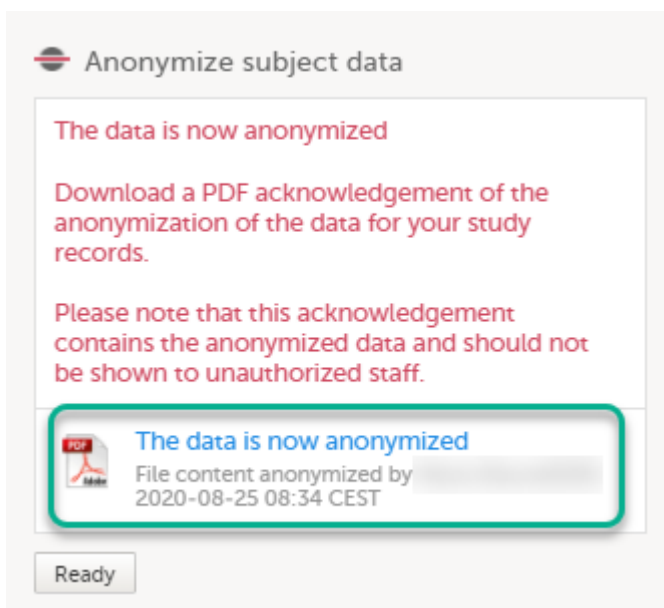 Anonymize subject data
The data is now anonymized
Download a PDF acknowledgement of the
anonymization of the data for your study
records.
Please note that this acknowledgement
contains the anonymized data and should not
be shown to unauthorized staff.
PDF
Adobe
The data is now anonymized
File content anonymized by
2020-08-25 08:34 CEST
Ready